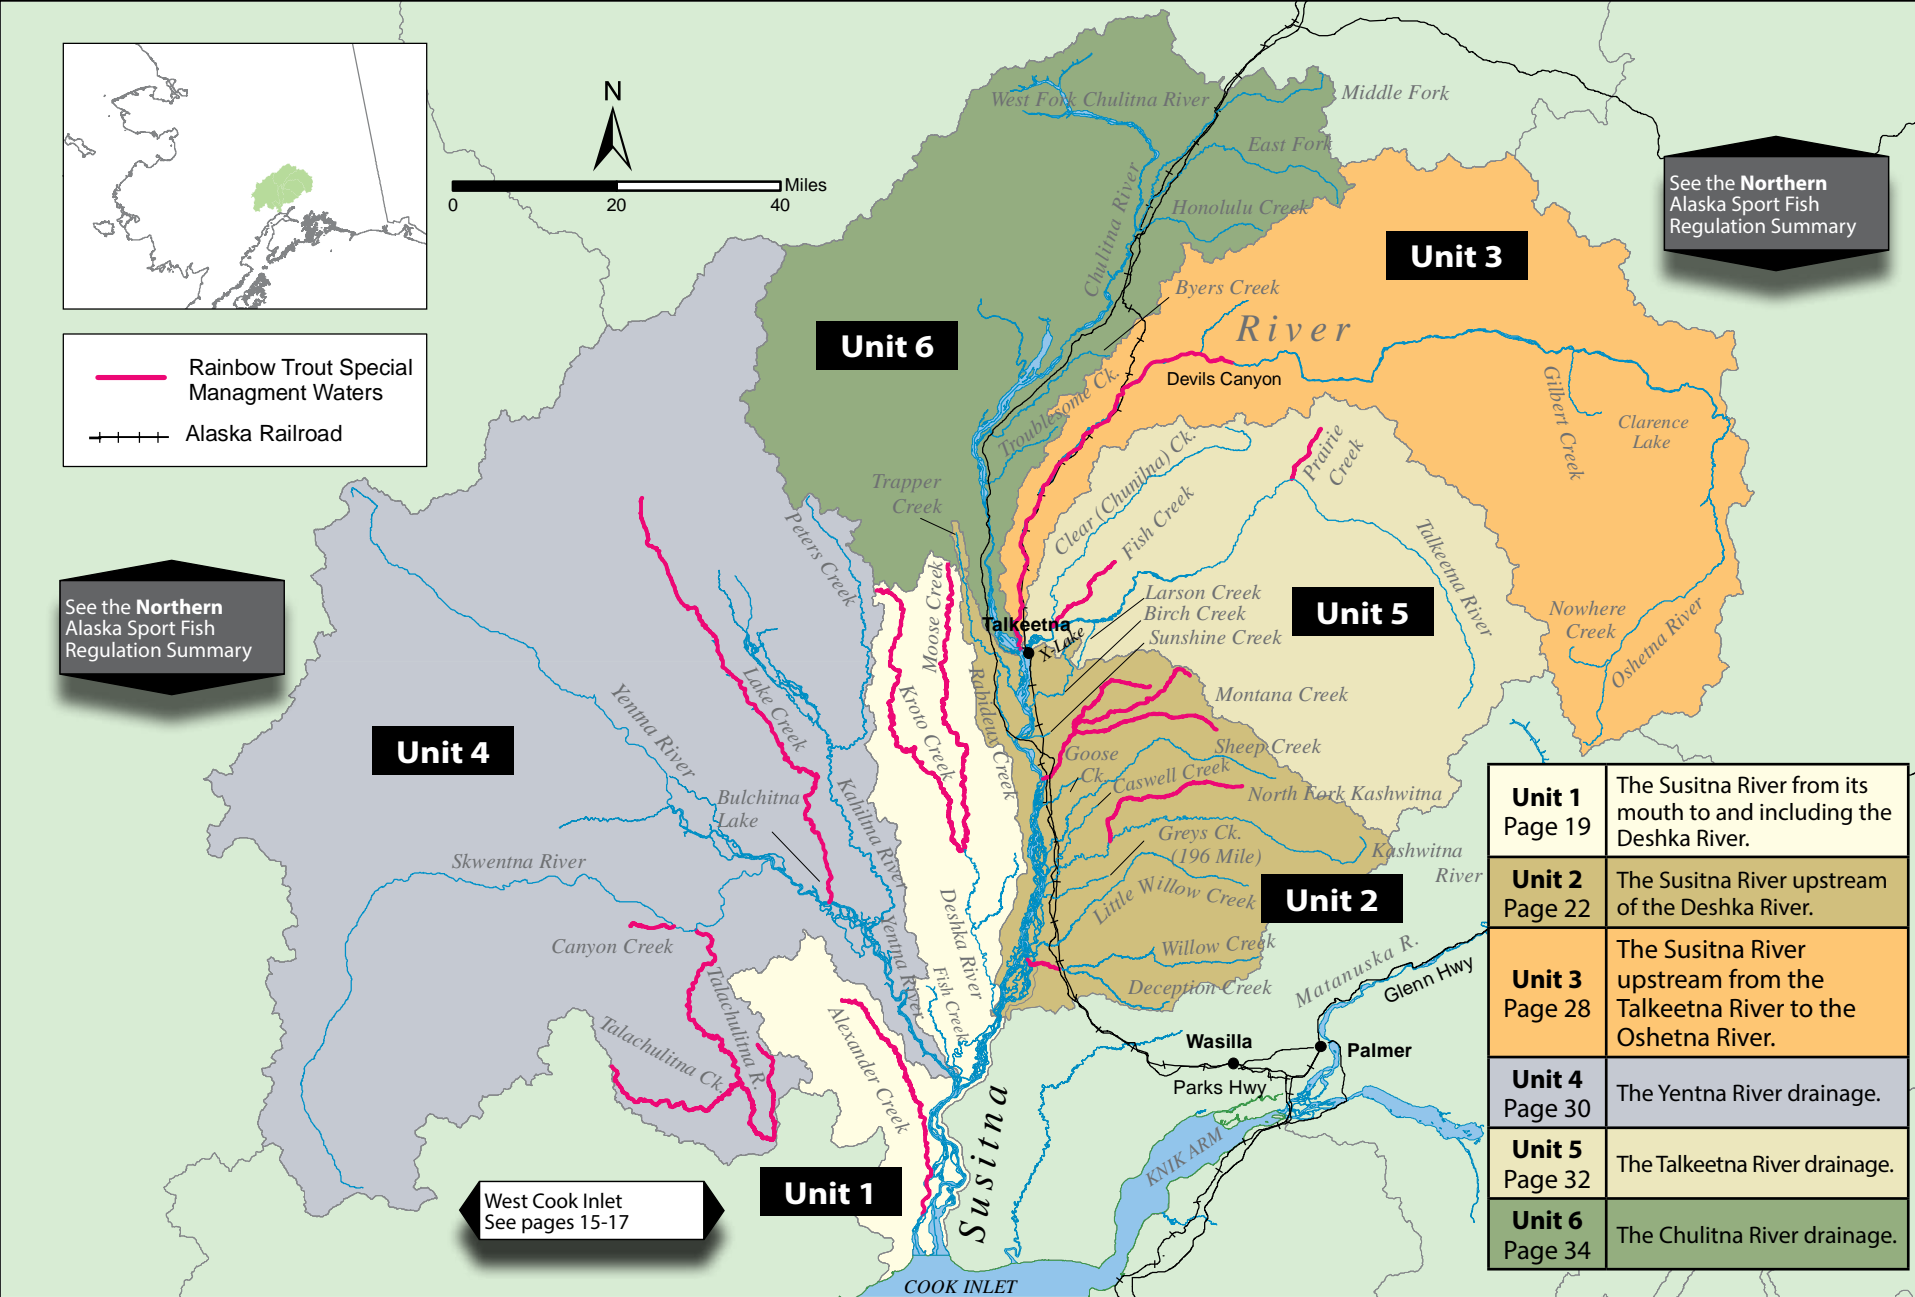 N
Miles
0
20
40
Rainbow Trout Special
Managment Waters
Alaska Railroad
See the Northern
Alaska Sport Fish
Regulation Summary
See the Northern
Alaska Sport Fish
Regulation Summary
West Cook Inlet
See pages 15-17
Unit 6
Unit 3
Unit 5
Unit 4
Unit 2
Unit 1
West Fork Chulitna River
Middle Fork
East Fork
Honolulu Creek
Chulitna River
Byers Creek
River
Devils Canyon
Troublesome Ck.
Gilbert Creek
Clarence
Lake
Prairie
Creek
Clear (Chunilna) Ck.
Fish Creek
Trapper
Creek
Talkeetna River
Peters Creek
Larson Creek
Birch Creek
Sunshine Creek
Nowhere
Creek
Oshetna River
Talkeetna
X-Lake
Moose Creek
Kroto Creek
Rabideux Creek
Montana Creek
Sheep Creek
Goose
Ck.
Caswell Creek
North Fork Kashwitna
Greys Ck.
(196 Mile)
Kashwitna
River
Little Willow Creek
Willow Creek
Deception Creek
Lake Creek
Yentna River
Bulchitna
Lake
Kahiltna River
Skwentna River
Canyon Creek
Talachulitna R.
Talachulitna Ck.
Yentna River
Deshka River
Fish Creek
Alexander Creek
Susitna
Matanuska R.
Glenn Hwy
Wasilla
Palmer
Parks Hwy
KNIK ARM
COOK INLET
Unit 1
Page 19
The Susitna River from its
mouth to and including the
Deshka River.
Unit 2
Page 22
The Susitna River upstream
of the Deshka River.
Unit 3
Page 28
The Susitna River
upstream from the
Talkeetna River to the
Oshetna River.
Unit 4
Page 30
The Yentna River drainage.
Unit 5
Page 32
The Talkeetna River drainage.
Unit 6
Page 34
The Chulitna River drainage.